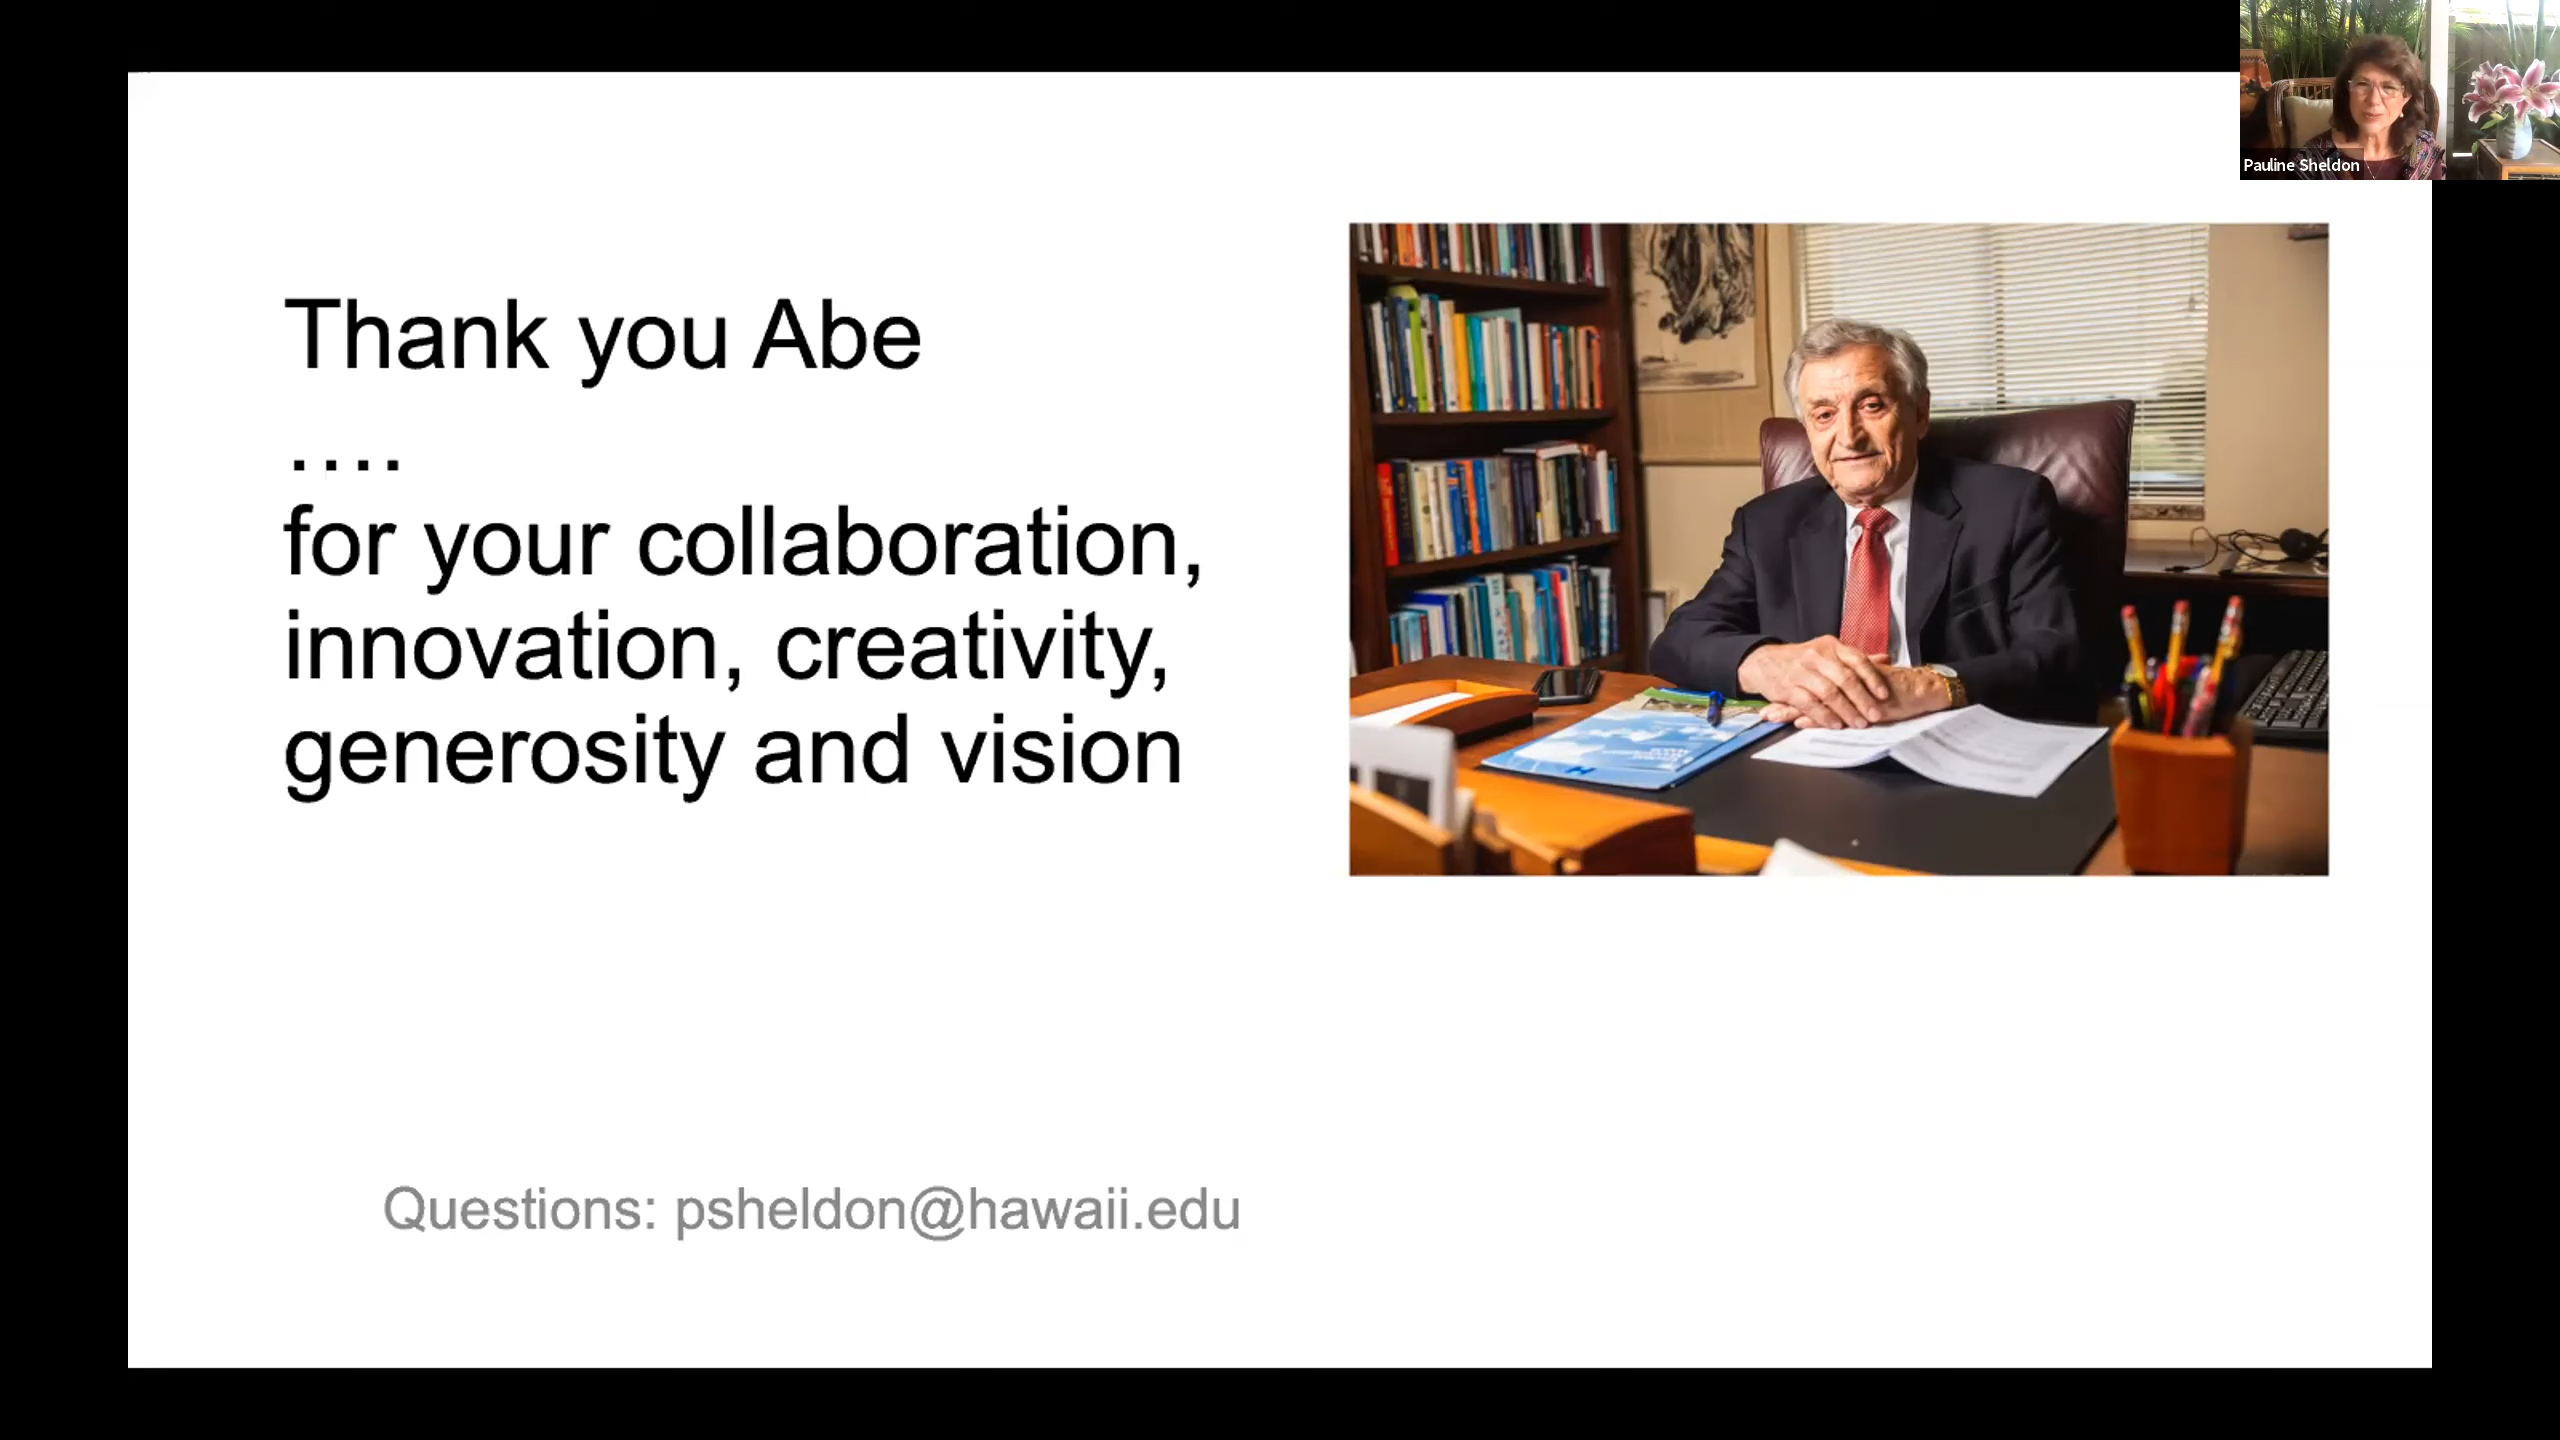 Pauline Sheldon
Thank you Abe
....
for your collaboration,
innovation, creativity,
generosity and vision
Questions: psheldon@hawaii.edu